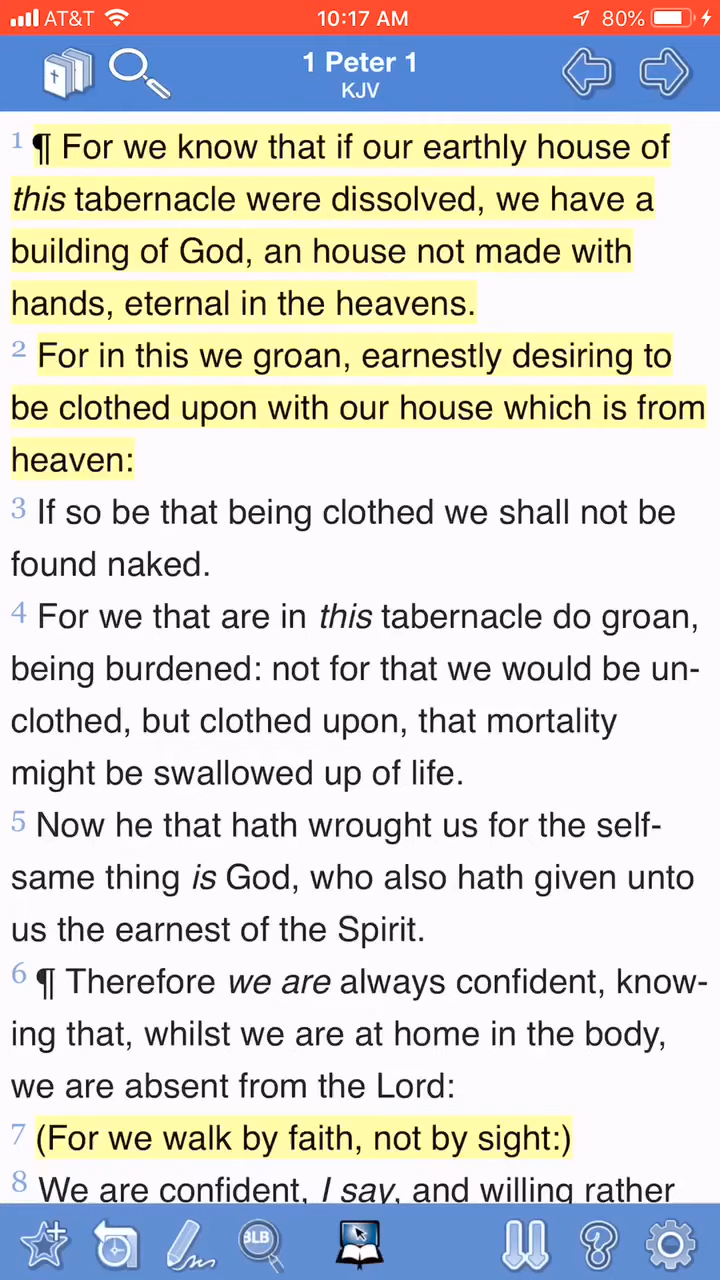 AT&T 10:17 AM 80%
1 Peter 1
KJV
1 ¶ For we know that if our earthly house of
this tabernacle were dissolved, we have a
building of God, an house not made with
hands, eternal in the heavens.
2 For in this we groan, earnestly desiring to
be clothed upon with our house which is from
heaven:
3 If so be that being clothed we shall not be
found naked.
4 For we that are in this tabernacle do groan,
being burdened: not for that we would be un-
clothed, but clothed upon, that mortality
might be swallowed up of life.
5 Now he that hath wrought us for the self-
same thing is God, who also hath given unto
us the earnest of the Spirit.
6 ¶ Therefore we are always confident, know-
ing that, whilst we are at home in the body,
we are absent from the Lord:
7 (For we walk by faith, not by sight:)
8 We are confident, I say, and willing rather
BLB